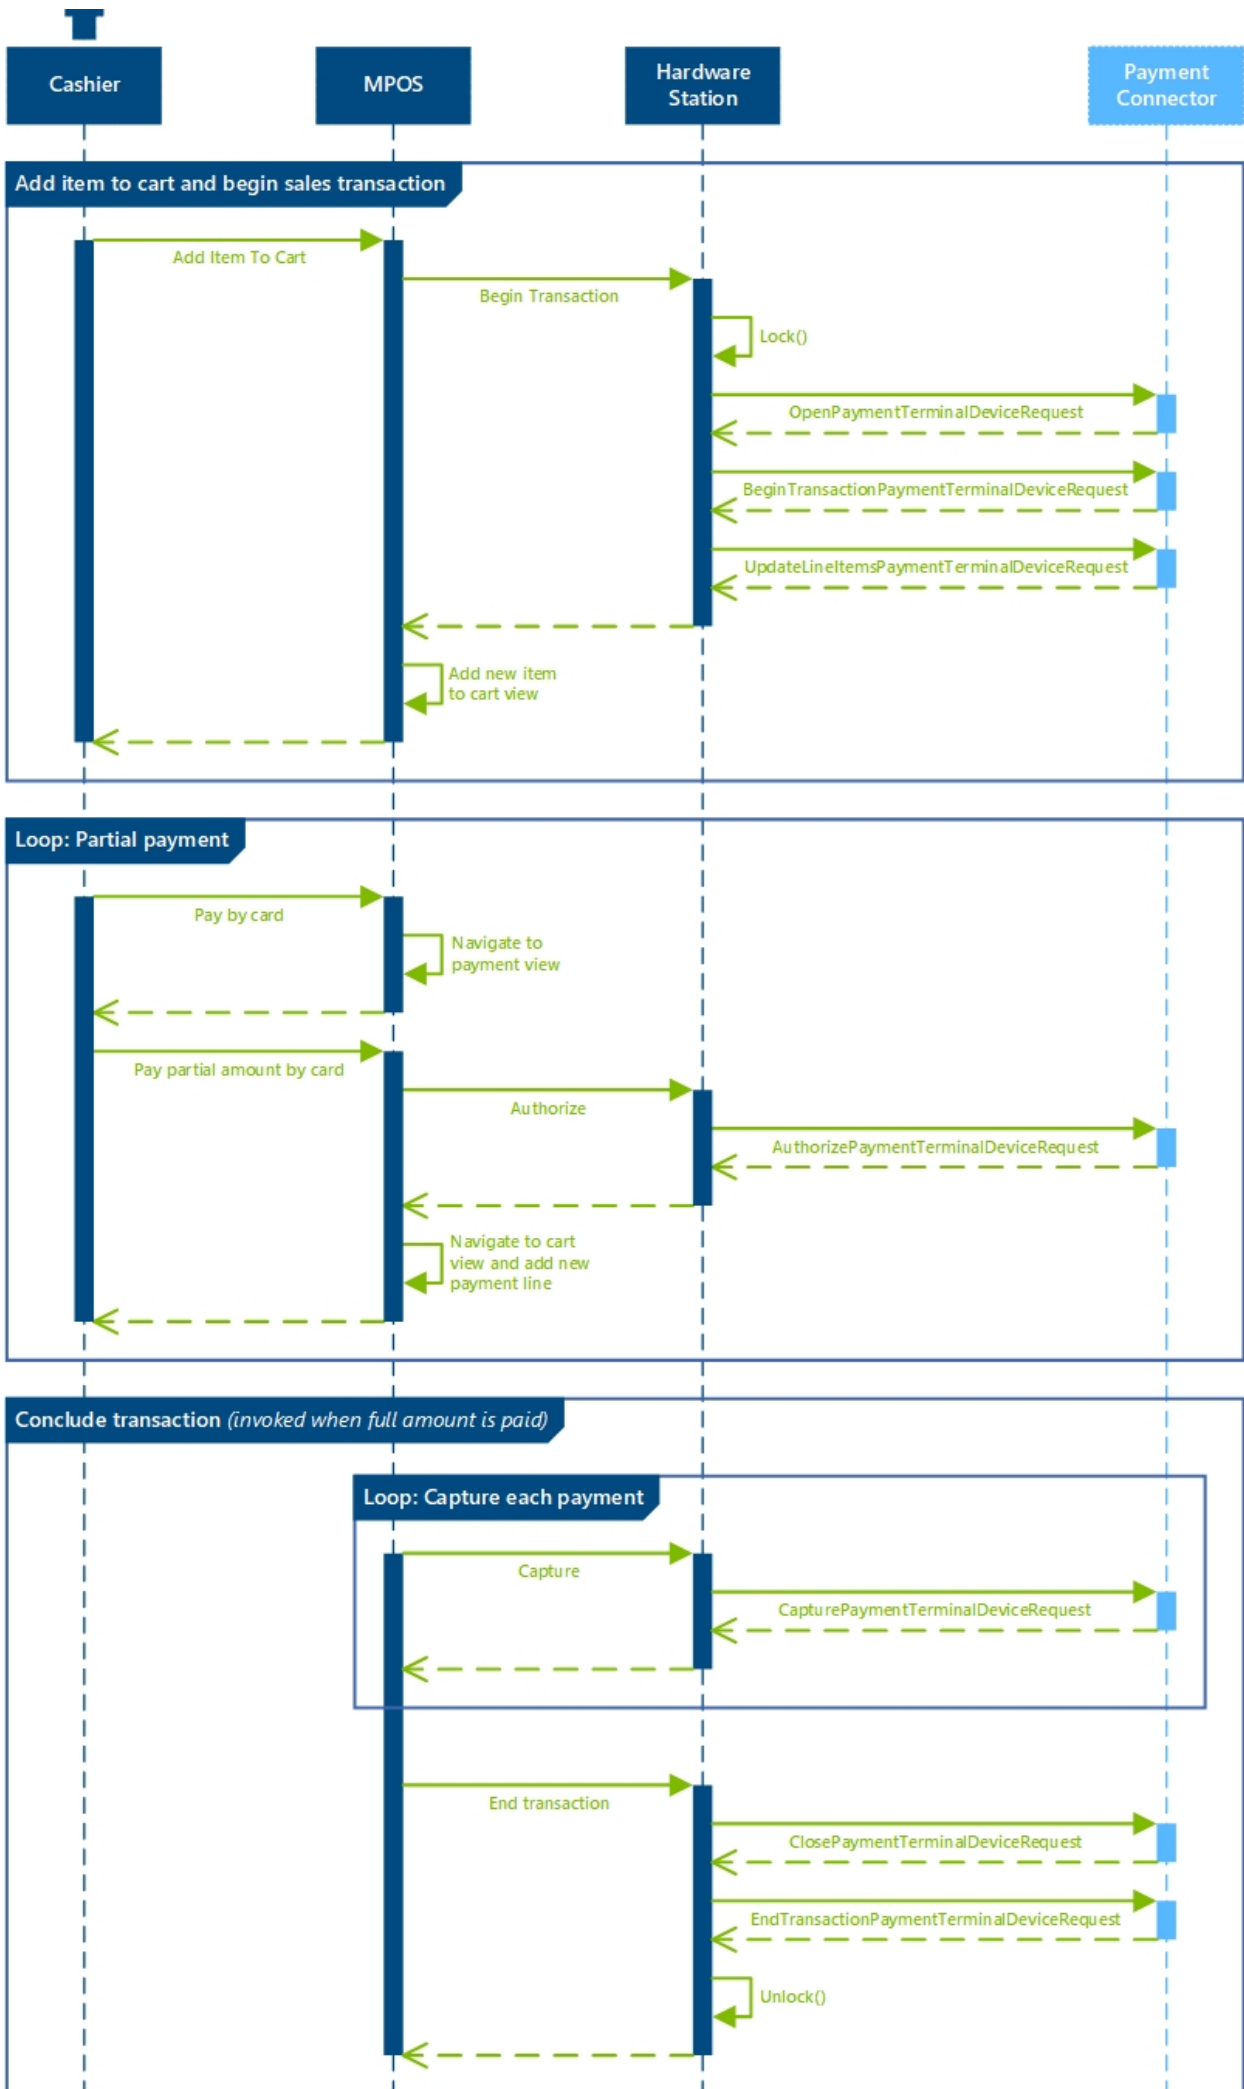 Cashier
MPOS
Hardware
Station
Payment
Connector
Add item to cart and begin sales transaction
Add Item To Cart
Begin Transaction
Lock()
OpenPaymentTerminalDeviceRequest
BeginTransactionPaymentTerminalDeviceRequest
UpdateLineItemsPaymentTerminalDeviceRequest
Add new item
to cart view
Loop: Partial payment
Pay by card
Navigate to
payment view
Pay partial amount by card
Authorize
AuthorizePaymentTerminalDeviceRequest
Navigate to cart
view and add new
payment line
Conclude transaction (invoked when full amount is paid)
Loop: Capture each payment
Capture
CapturePaymentTerminalDeviceRequest
End transaction
ClosePaymentTerminalDeviceRequest
EndTransactionPaymentTerminalDeviceRequest
Unlock()